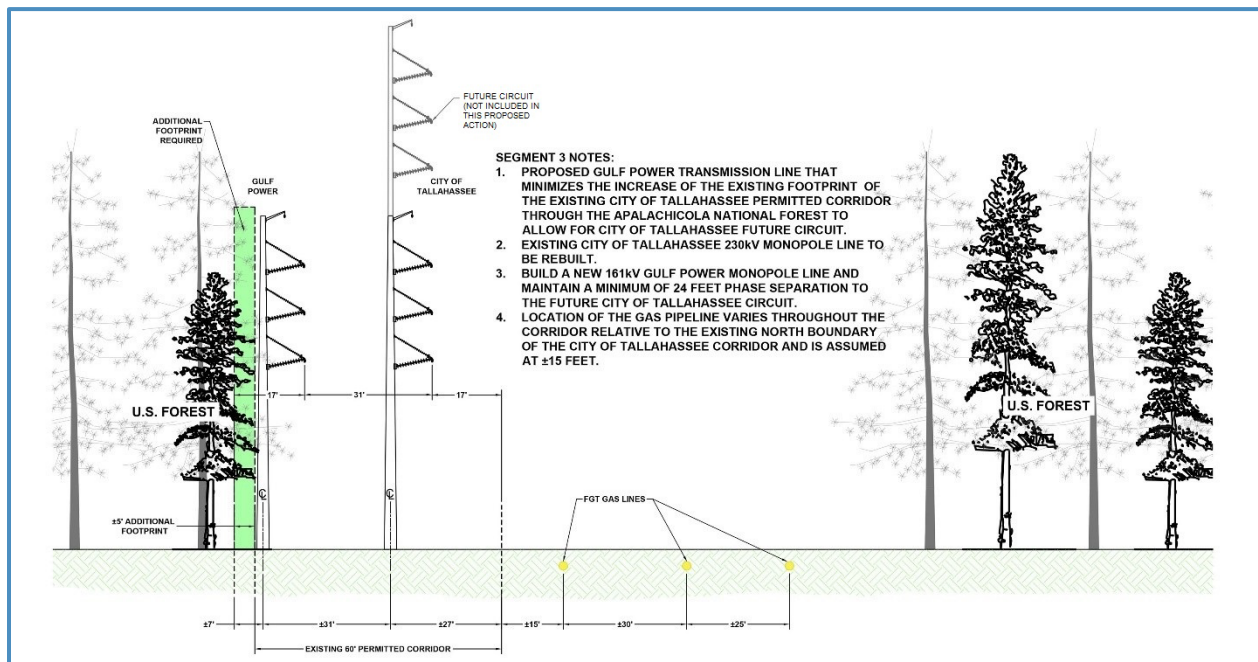 FUTURE CIRCUIT
(NOT INCLUDED IN
THIS PROPOSED
ACTION)
ADDITIONAL
FOOTPRINT
REQUIRED
GULF
POWER
CITY OF
TALLAHASSEE
SEGMENT 3 NOTES:
1. PROPOSED GULF POWER TRANSMISSION LINE THAT
MINIMIZES THE INCREASE OF THE EXISTING FOOTPRINT OF
THE EXISTING CITY OF TALLAHASSEE PERMITTED CORRIDOR
THROUGH THE APALACHICOLA NATIONAL FOREST TO
ALLOW FOR CITY OF TALLAHASSEE FUTURE CIRCUIT.
2. EXISTING CITY OF TALLAHASSEE 230kV MONOPOLE LINE TO
BE REBUILT.
3. BUILD A NEW 161kV GULF POWER MONOPOLE LINE AND
MAINTAIN A MINIMUM OF 24 FEET PHASE SEPARATION TO
THE FUTURE CITY OF TALLAHASSEE CIRCUIT.
4. LOCATION OF THE GAS PIPELINE VARIES THROUGHOUT THE
CORRIDOR RELATIVE TO THE EXISTING NORTH BOUNDARY
OF THE CITY OF TALLAHASSEE CORRIDOR AND IS ASSUMED
AT ±15 FEET.
17' 31' 17'
U.S. FOREST
U.S. FOREST
℄ ℄
FGT GAS LINES
±5' ADDITIONAL
FOOTPRINT
±7' ±31' ±27' ±15' ±30' ±25'
EXISTING 60' PERMITTED CORRIDOR